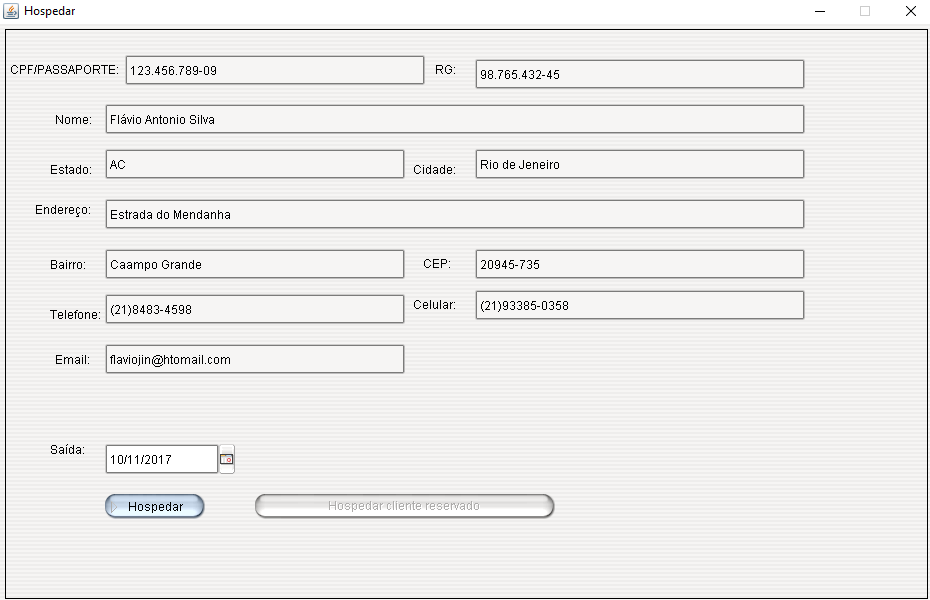 Hospedar
CPF/PASSAPORTE: 123.456.789-09 RG: 98.765.432-45
Nome: Flávio Antonio Silva
Estado: AC Cidade: Rio de Jeneiro
Endereço: Estrada do Mendanha
Bairro: Caampo Grande CEP: 20945-735
Telefone: (21)8483-4598 Celular: (21)93385-0358
Email: flaviojin@htomail.com
Saída: 10/11/2017
Hospedar Hospedar cliente reservado